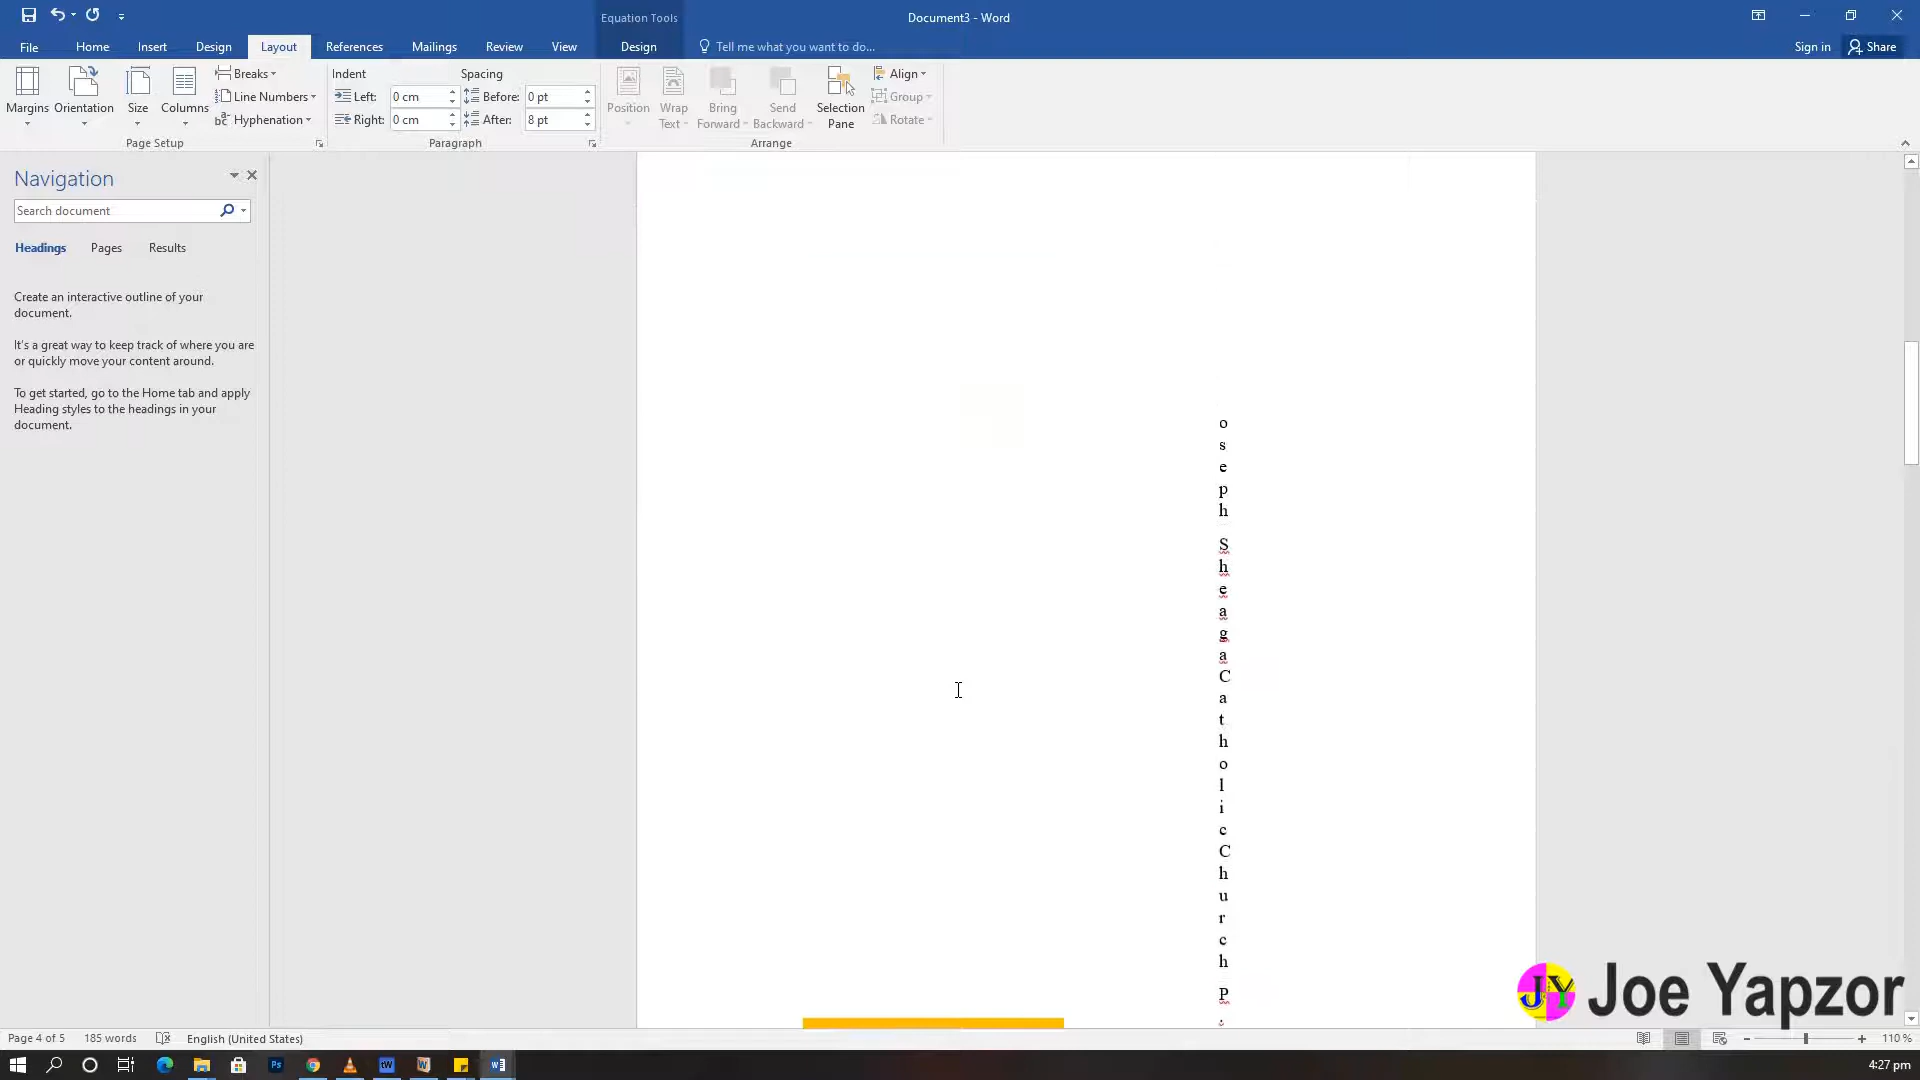 Equation Tools
Document3 - Word
File Home Insert Design Layout References Mailings Review View Design Tell me what you want to do... Sign in Share
Margins
Orientation
Size
Columns
Breaks
Line Numbers
Hyphenation
Page Setup
Indent
Left: 0 cm
Right: 0 cm
Spacing
Before: 0 pt
After: 8 pt
Paragraph
Position
Wrap
Text
Bring
Forward
Send
Backward
Selection
Pane
Align
Group
Rotate
Arrange
Navigation
Search document
Headings Pages Results
Create an interactive outline of your
document.
It's a great way to keep track of where you are
or quickly move your content around.
To get started, go to the Home tab and apply
Heading styles to the headings in your
document.
o
s
e
p
h
S
h
e
a
g
a
C
a
t
h
o
l
i
c
C
h
u
r
c
h
P
.
JY Joe Yapzor
Page 4 of 5 185 words English (United States) 110 %
4:27 pm